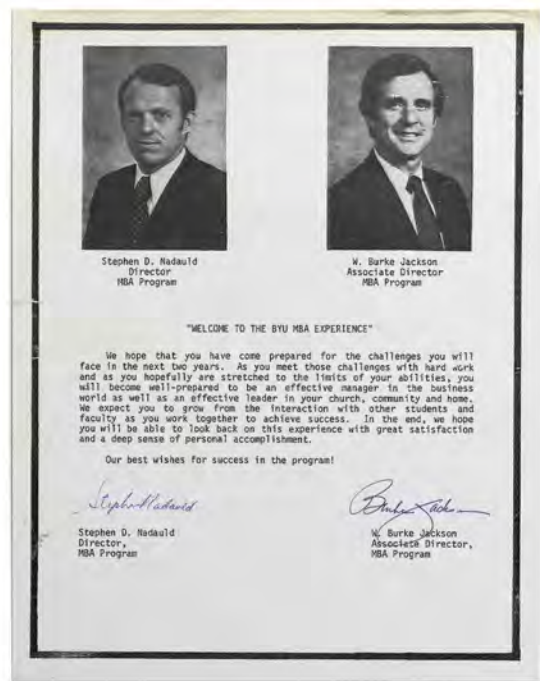 Stephen D. Nadauld
Director
MBA Program
W. Burke Jackson
Associate Director
MBA Program
"WELCOME TO THE BYU MBA EXPERIENCE"
We hope that you have come prepared for the challenges you will
face in the next two years. As you meet those challenges with hard work
and as you hopefully are stretched to the limits of your abilities, you
will become well-prepared to be an effective manager in the business
world as well as an effective leader in your church, community and home.
We expect you to grow from the interaction with other students and
faculty as you work together to achieve success. In the end, we hope
you will be able to look back on this experience with great satisfaction
and a deep sense of personal accomplishment.
Our best wishes for success in the program!
Stephen Nadauld
Stephen D. Nadauld
Director,
MBA Program
Burke Jackson
W. Burke Jackson
Associate Director,
MBA Program